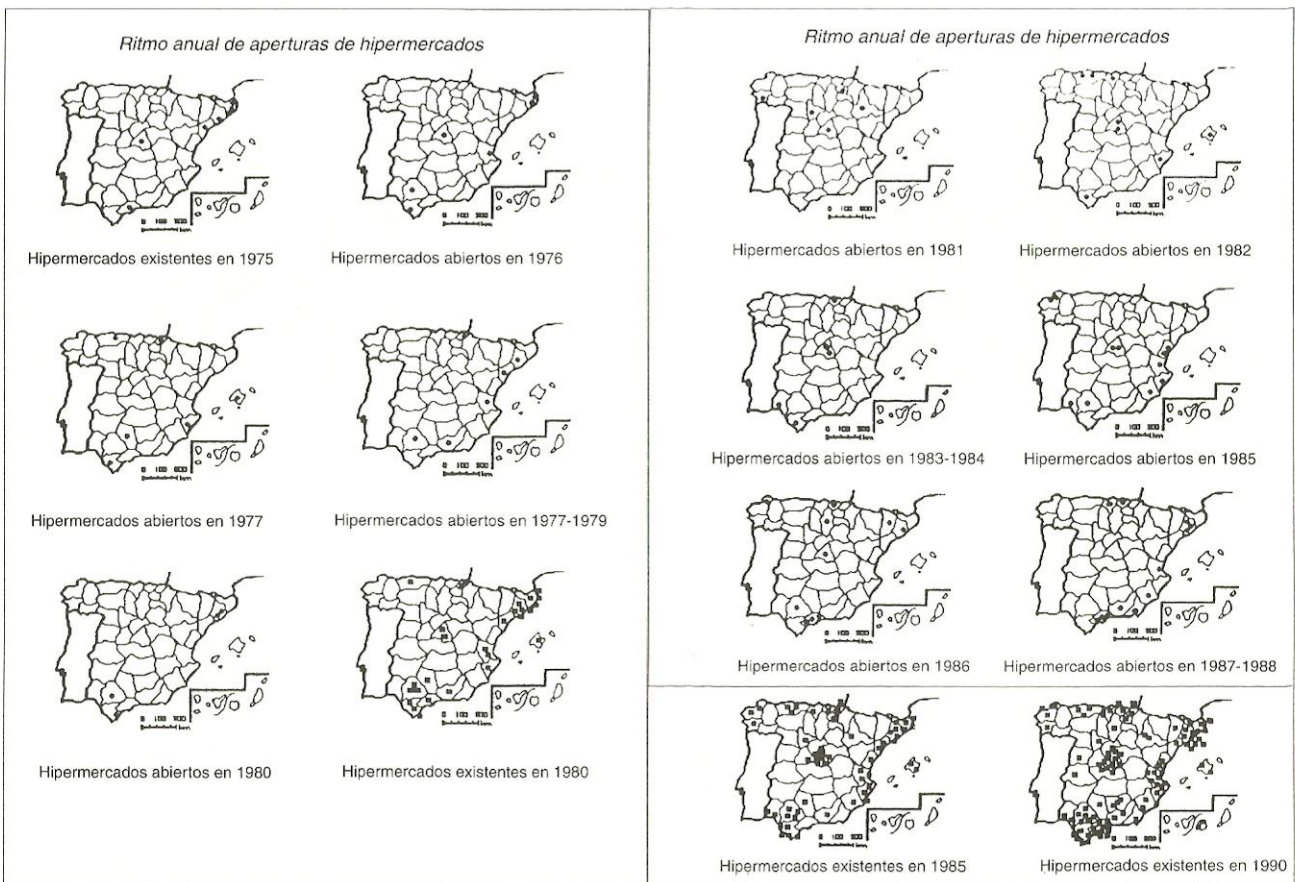 Ritmo anual de aperturas de hipermercados
Hipermercados existentes en 1975
Hipermercados abiertos en 1976
Hipermercados abiertos en 1977
Hipermercados abiertos en 1977-1979
Hipermercados abiertos en 1980
Hipermercados existentes en 1980
Ritmo anual de aperturas de hipermercados
Hipermercados abiertos en 1981
Hipermercados abiertos en 1982
Hipermercados abiertos en 1983-1984
Hipermercados abiertos en 1985
Hipermercados abiertos en 1986
Hipermercados abiertos en 1987-1988
Hipermercados existentes en 1985
Hipermercados existentes en 1990